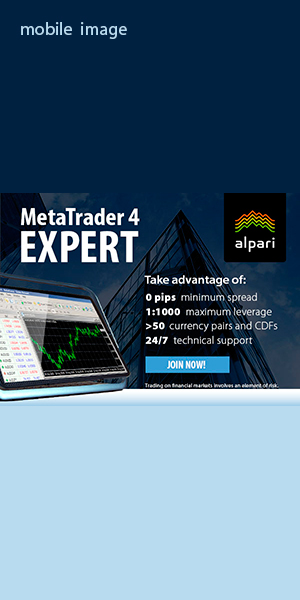 mobile image
MetaTrader 4
EXPERT
alpari
Take advantage of:
0 pips minimum spread
1:1000 maximum leverage
>50 currency pairs and CDFs
24/7 technical support
JOIN NOW!
Trading on financial markets involves an element of risk.